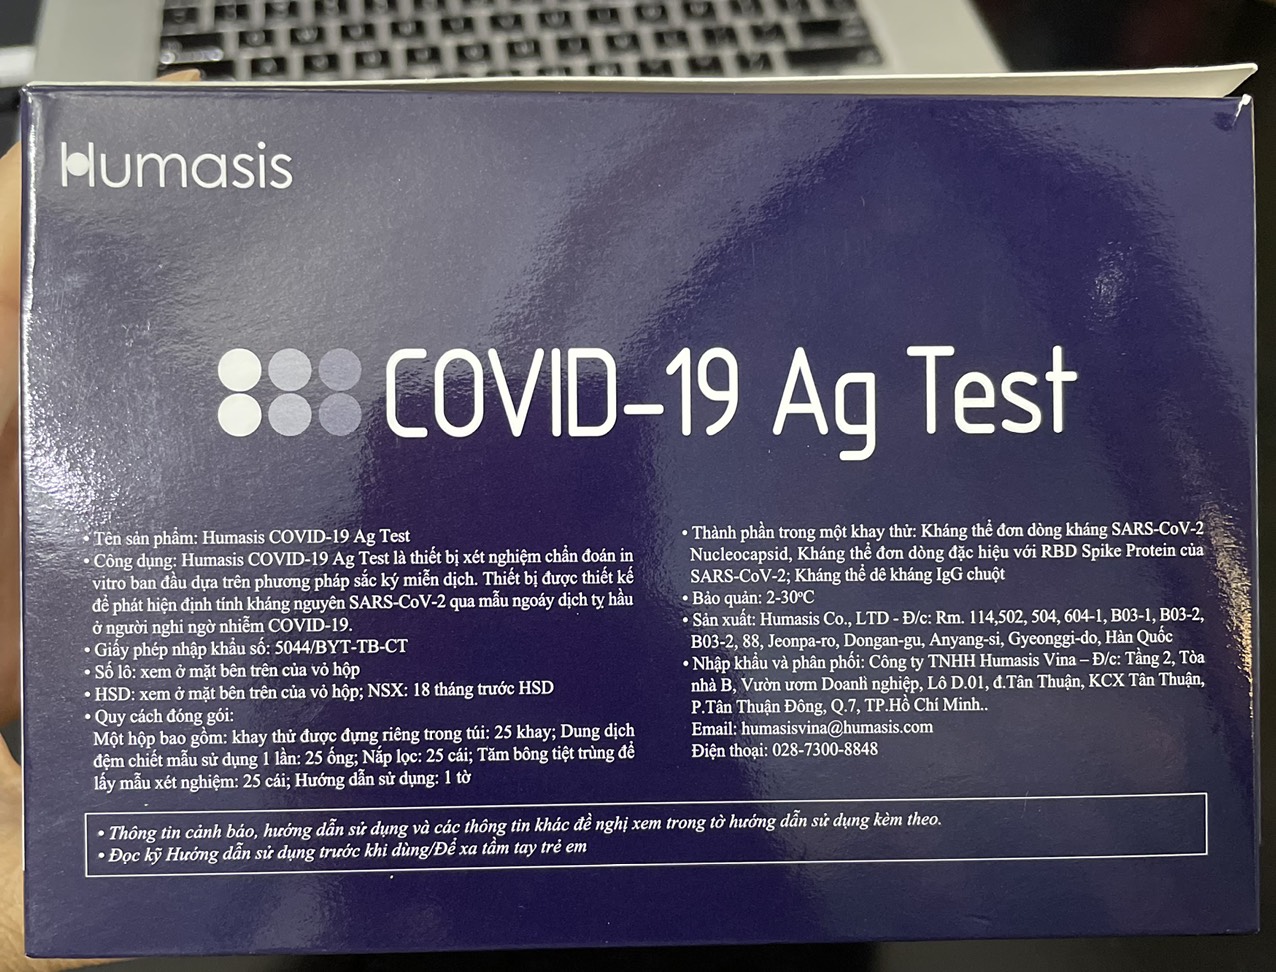 Humasis
COVID-19 Ag Test
• Tên sản phẩm: Humasis COVID-19 Ag Test
• Công dụng: Humasis COVID-19 Ag Test là thiết bị xét nghiệm chẩn đoán in
vitro ban đầu dựa trên phương pháp sắc ký miễn dịch. Thiết bị được thiết kế
để phát hiện định tính kháng nguyên SARS-CoV-2 qua mẫu ngoáy dịch tỵ hầu
ở người nghi ngờ nhiễm COVID-19.
• Giấy phép nhập khẩu số: 5044/BYT-TB-CT
• Số lô: xem ở mặt bên trên của vỏ hộp
• HSD: xem ở mặt bên trên của vỏ hộp; NSX: 18 tháng trước HSD
• Quy cách đóng gói:
Một hộp bao gồm: khay thử được đựng riêng trong túi: 25 khay; Dung dịch
đệm chiết mẫu sử dụng 1 lần: 25 ống; Nắp lọc: 25 cái; Tăm bông tiệt trùng để
lấy mẫu xét nghiệm: 25 cái; Hướng dẫn sử dụng: 1 tờ
• Thành phần trong một khay thử: Kháng thể đơn dòng kháng SARS-CoV-2
Nucleocapsid, Kháng thể đơn dòng đặc hiệu với RBD Spike Protein của
SARS-CoV-2; Kháng thể dê kháng IgG chuột
• Bảo quản: 2-30ºC
• Sản xuất: Humasis Co., LTD - Đ/c: Rm. 114,502, 504, 604-1, B03-1, B03-2,
B03-2, 88, Jeonpa-ro, Dongan-gu, Anyang-si, Gyeonggi-do, Hàn Quốc
• Nhập khẩu và phân phối: Công ty TNHH Humasis Vina – Đ/c: Tầng 2, Tòa
nhà B, Vườn ươm Doanh nghiệp, Lô D.01, đ.Tân Thuận, KCX Tân Thuận,
P.Tân Thuận Đông, Q.7, TP.Hồ Chí Minh..
Email: humasisvina@humasis.com
Điện thoại: 028-7300-8848
• Thông tin cảnh báo, hướng dẫn sử dụng và các thông tin khác đề nghị xem trong tờ hướng dẫn sử dụng kèm theo.
• Đọc kỹ Hướng dẫn sử dụng trước khi dùng/Để xa tầm tay trẻ em